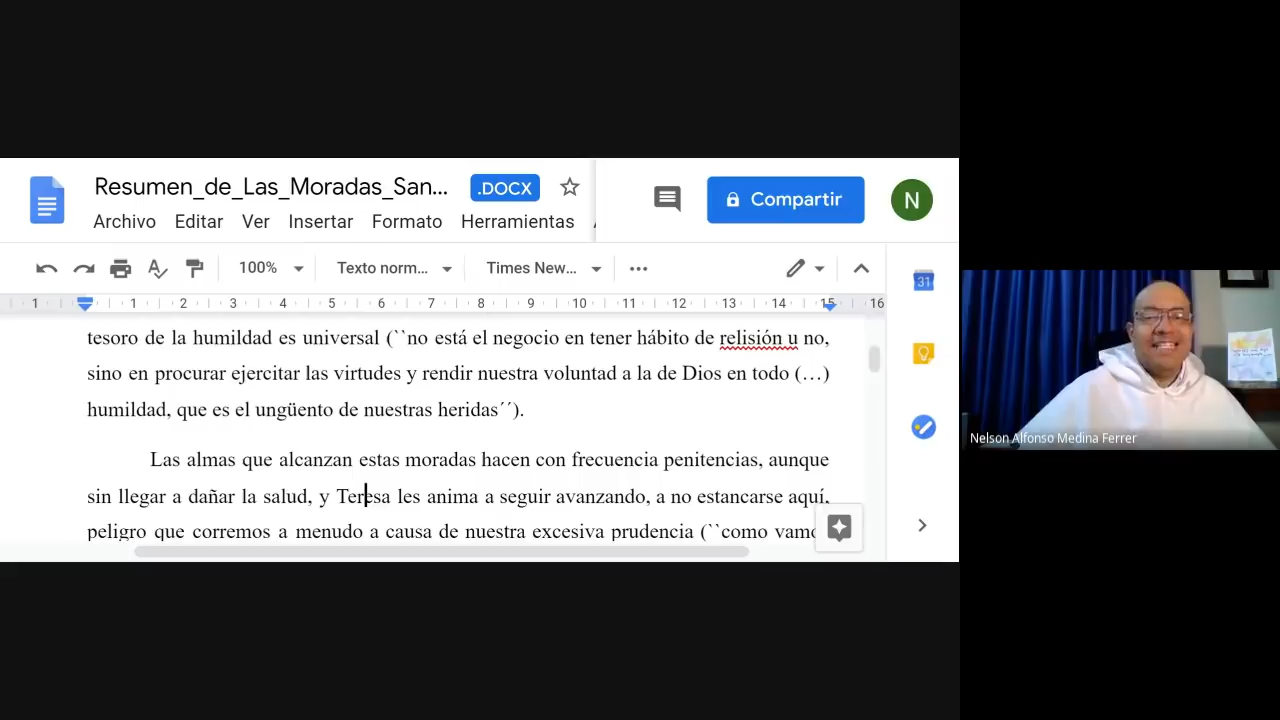 Resumen_de_Las_Moradas_San... .DOCX
Compartir
N
Archivo Editar Ver Insertar Formato Herramientas
100% Texto norm... Times New... ...
1 1 2 3 4 5 6 7 8 9 10 11 12 13 14 15 16
31
tesoro de la humildad es universal (``no está el negocio en tener hábito de relisión u no,
sino en procurar ejercitar las virtudes y rendir nuestra voluntad a la de Dios en todo (…)
humildad, que es el ungüento de nuestras heridas´´).
Las almas que alcanzan estas moradas hacen con frecuencia penitencias, aunque
sin llegar a dañar la salud, y Teresa les anima a seguir avanzando, a no estancarse aquí,
peligro que corremos a menudo a causa de nuestra excesiva prudencia (``como vamo
Nelson Alfonso Medina Ferrer